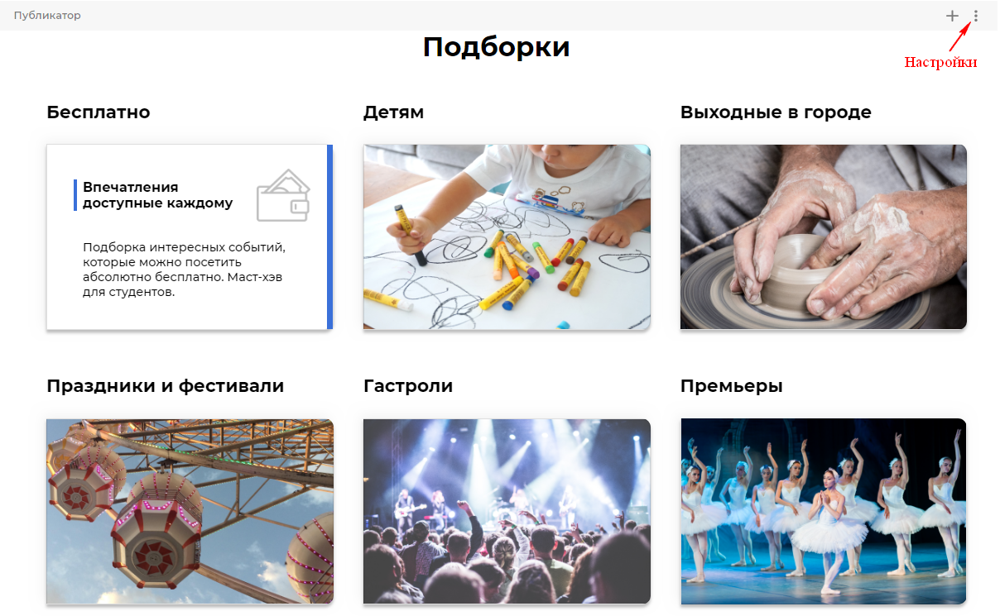 Публикатор
Настройки
Подборки
Бесплатно
Детям
Выходные в городе
Впечатления
доступные каждому
Подборка интересных событий,
которые можно посетить
абсолютно бесплатно. Маст-хэв
для студентов.
Праздники и фестивали
Гастроли
Премьеры